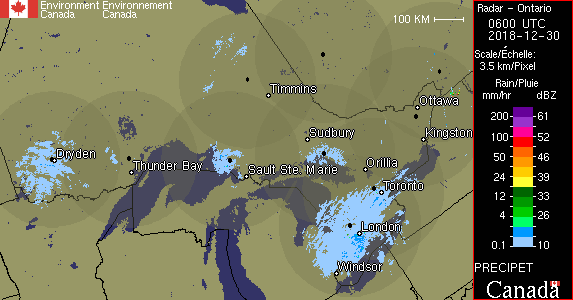 Environment Environnement
Canada Canada
100 KM
Timmins
Ottawa
Sudbury
Kingston
Dryden
Thunder Bay
Sault Ste. Marie
Orillia
Toronto
London
Windsor
Radar - Ontario
0600 UTC
2018-12-30
Scale/Échelle:
3.5 km/Pixel
Rain/Pluie
mm/hr dBZ
200 61
100 52
50 46
24 39
12 33
4 26
0.1 10
PRECIPET
Canada